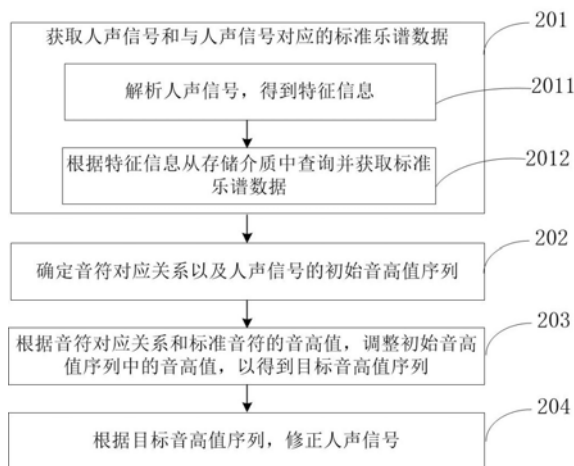 获取人声信号和与人声信号对应的标准乐谱数据
201
解析人声信号，得到特征信息
2011
根据特征信息从存储介质中查询并获取标准
乐谱数据
2012
确定音符对应关系以及人声信号的初始音高值序列
202
根据音符对应关系和标准音符的音高值，调整初始音高
值序列中的音高值，以得到目标音高值序列
203
根据目标音高值序列，修正人声信号
204